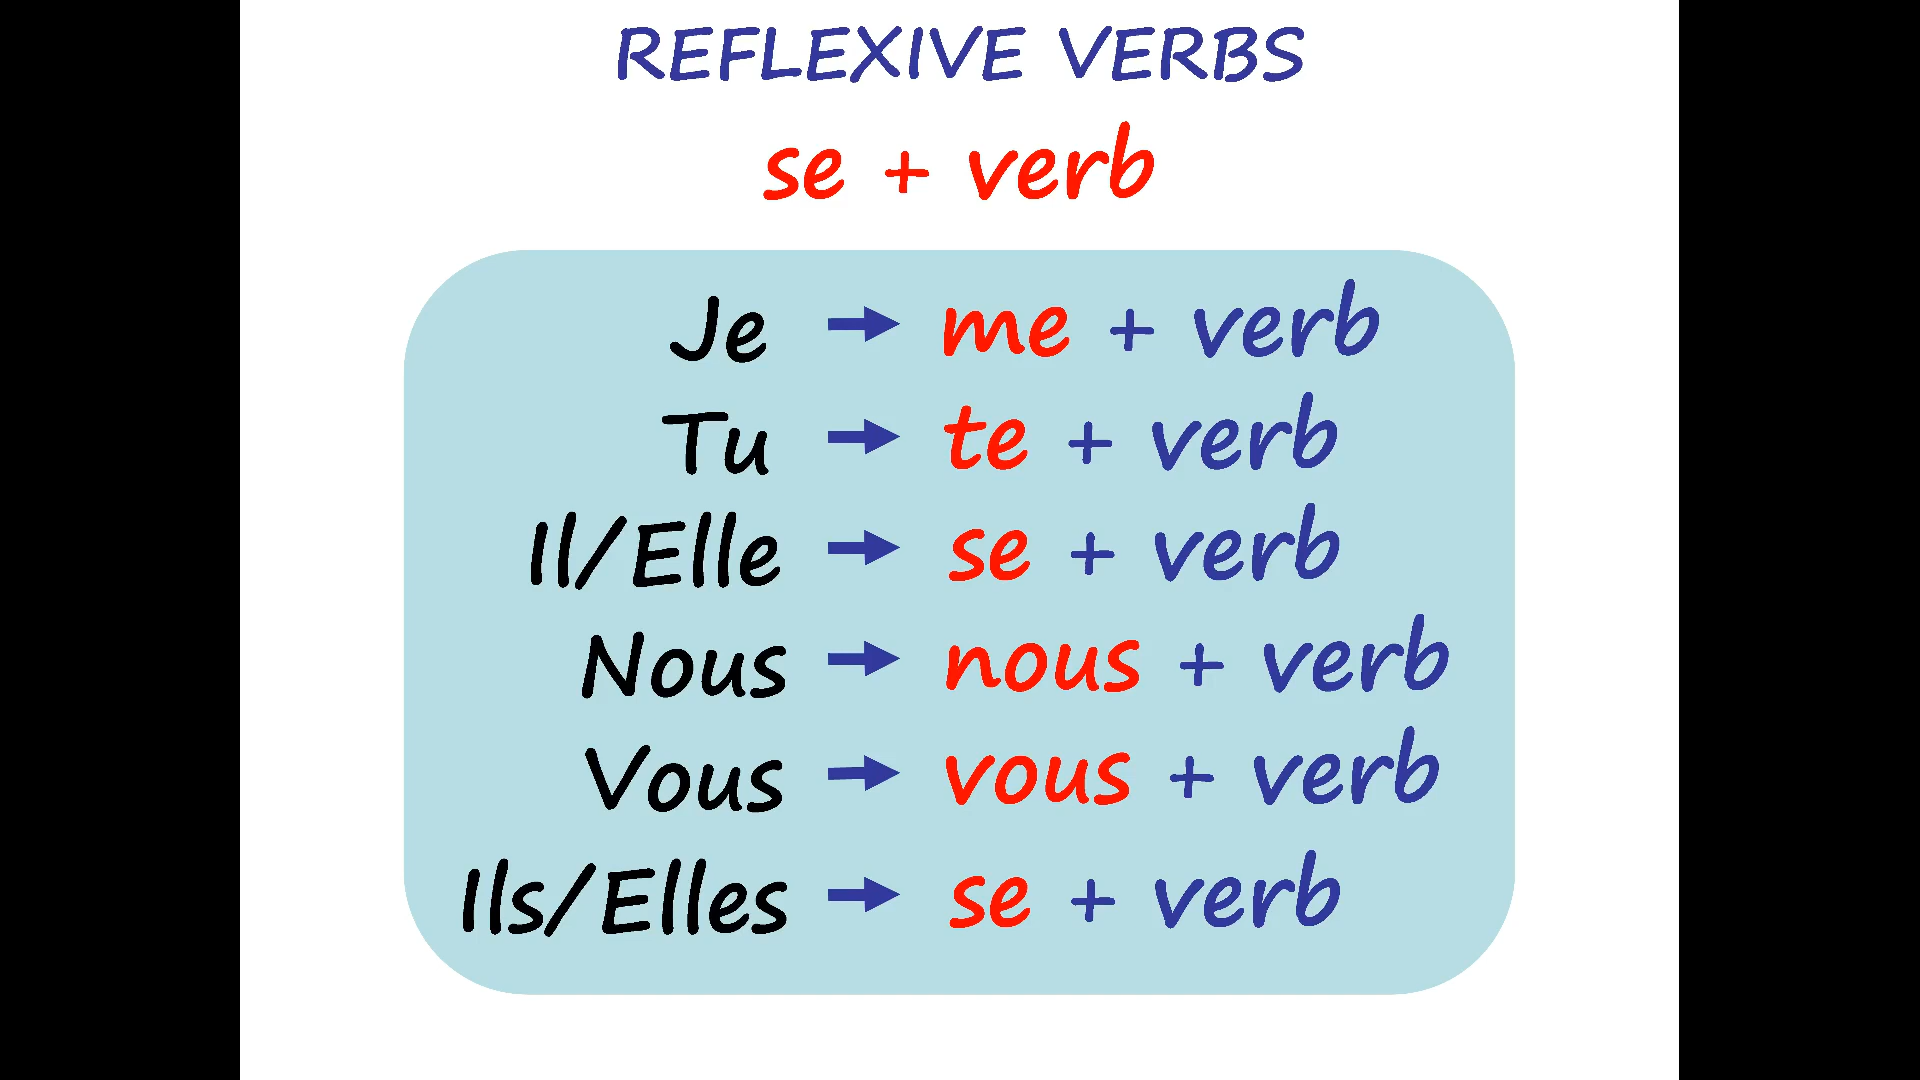 REFLEXIVE VERBS
se + verb
Je → me + verb
Tu → te + verb
Il/Elle → se + verb
Nous → nous + verb
Vous → vous + verb
Ils/Elles → se + verb